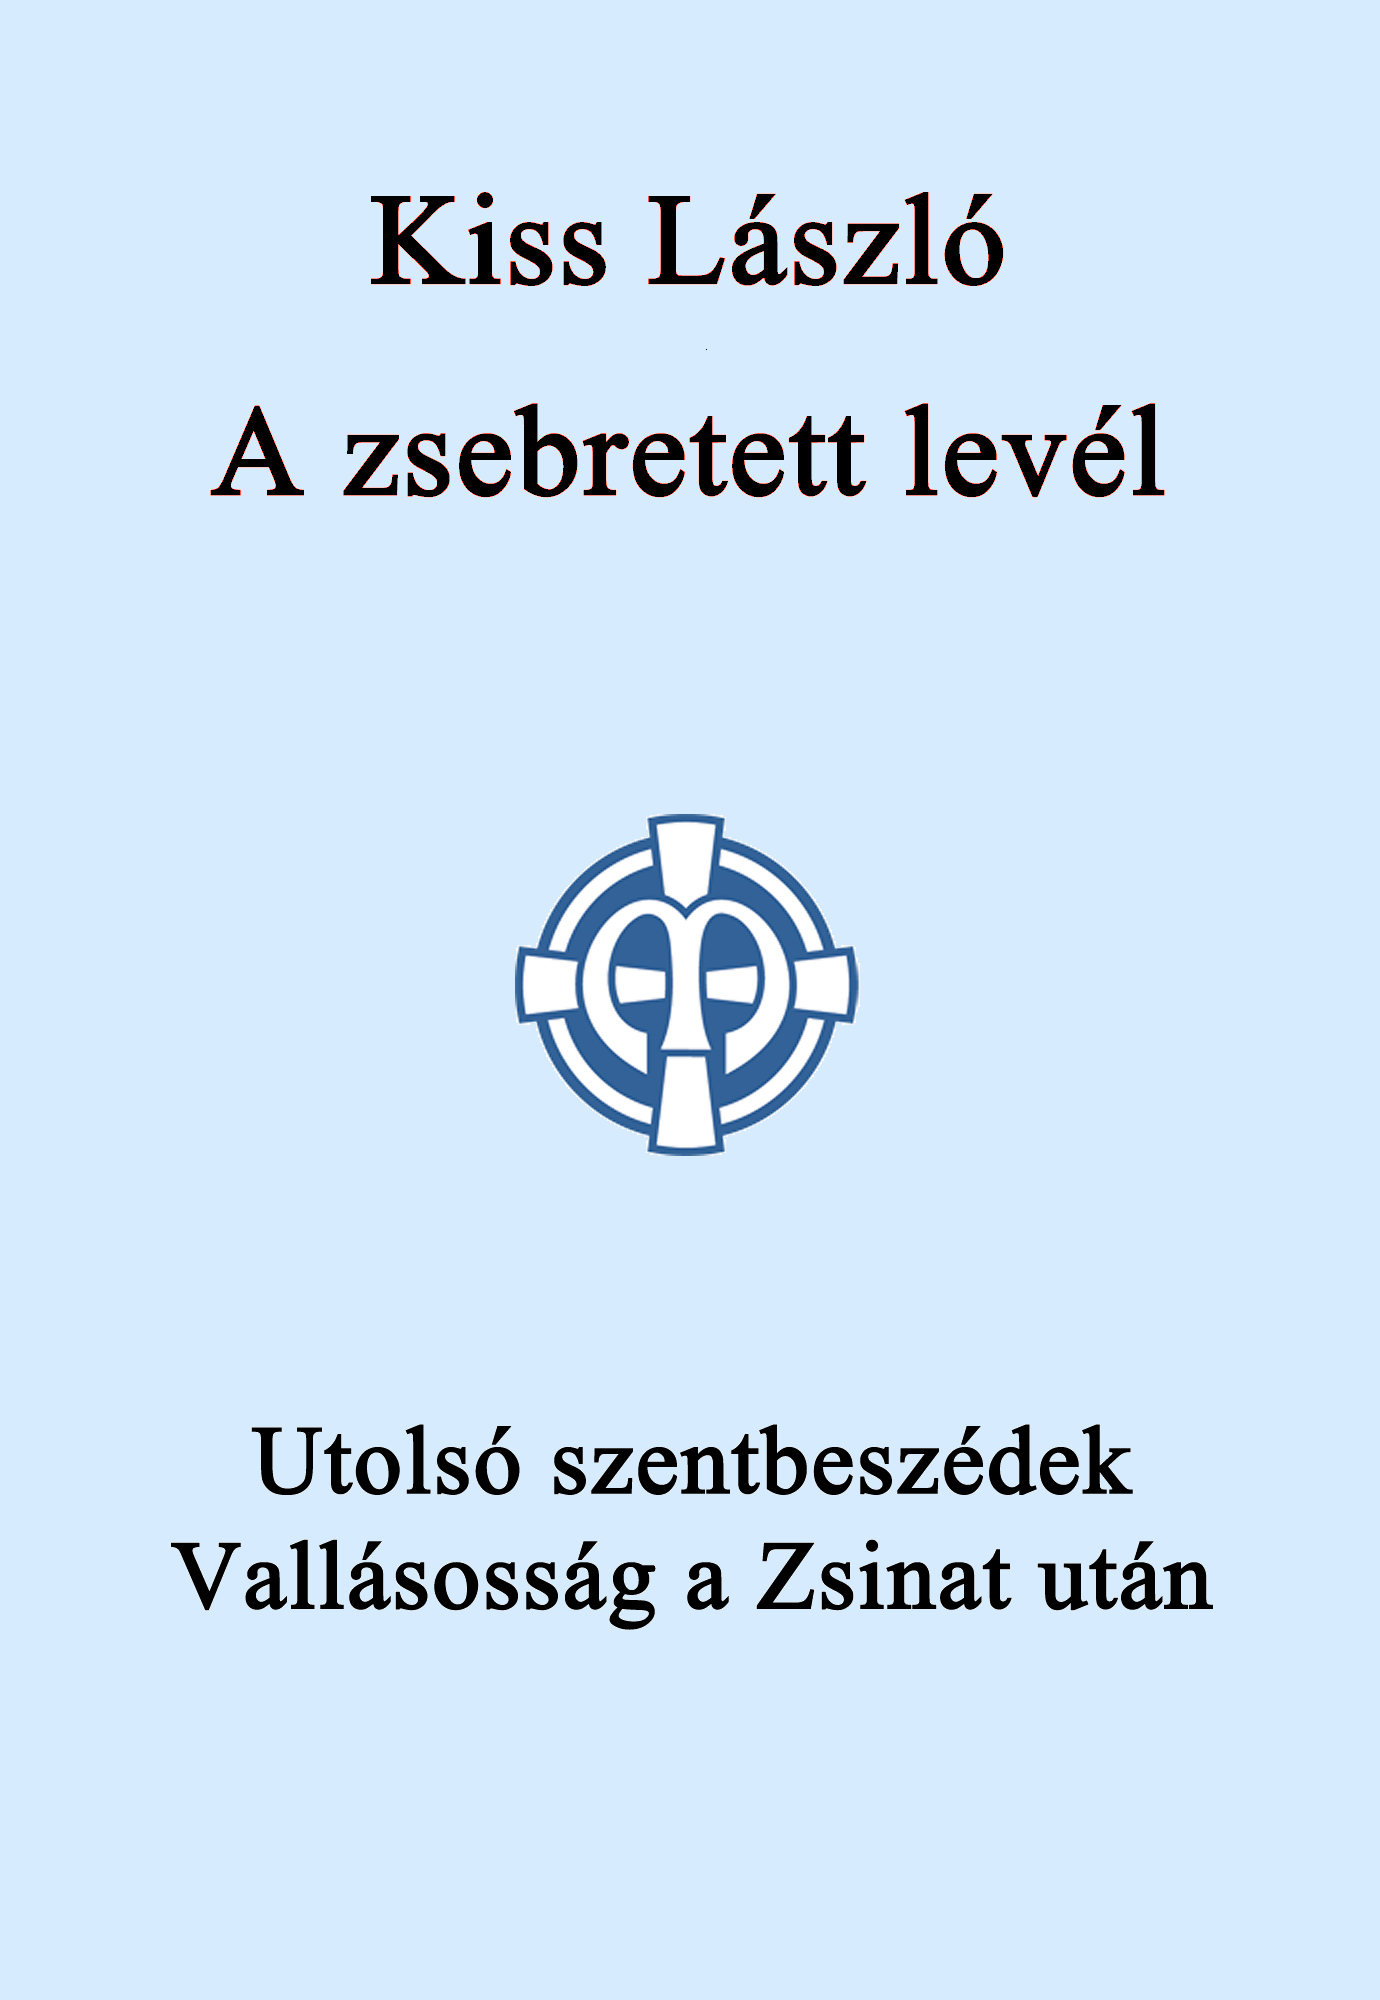 Kiss László
A zsebretett levél
Utolsó szentbeszédek
Vallásosság a Zsinat után